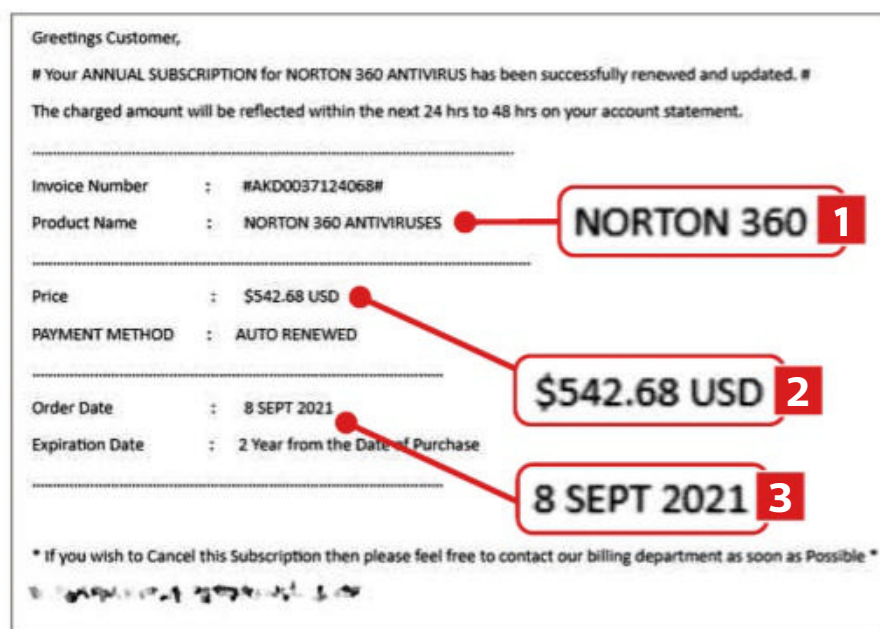 Greetings Customer,
# Your ANNUAL SUBSCRIPTION for NORTON 360 ANTIVIRUS has been successfully renewed and updated. #
The charged amount will be reflected within the next 24 hrs to 48 hrs on your account statement.
Invoice Number : #AKD0037124068#
Product Name : NORTON 360 ANTIVIRUSES
NORTON 360 1
Price : $542.68 USD
PAYMENT METHOD : AUTO RENEWED
$542.68 USD 2
Order Date : 8 SEPT 2021
Expiration Date : 2 Year from the Date of Purchase
8 SEPT 2021 3
* If you wish to Cancel this Subscription then please feel free to contact our billing department as soon as Possible *